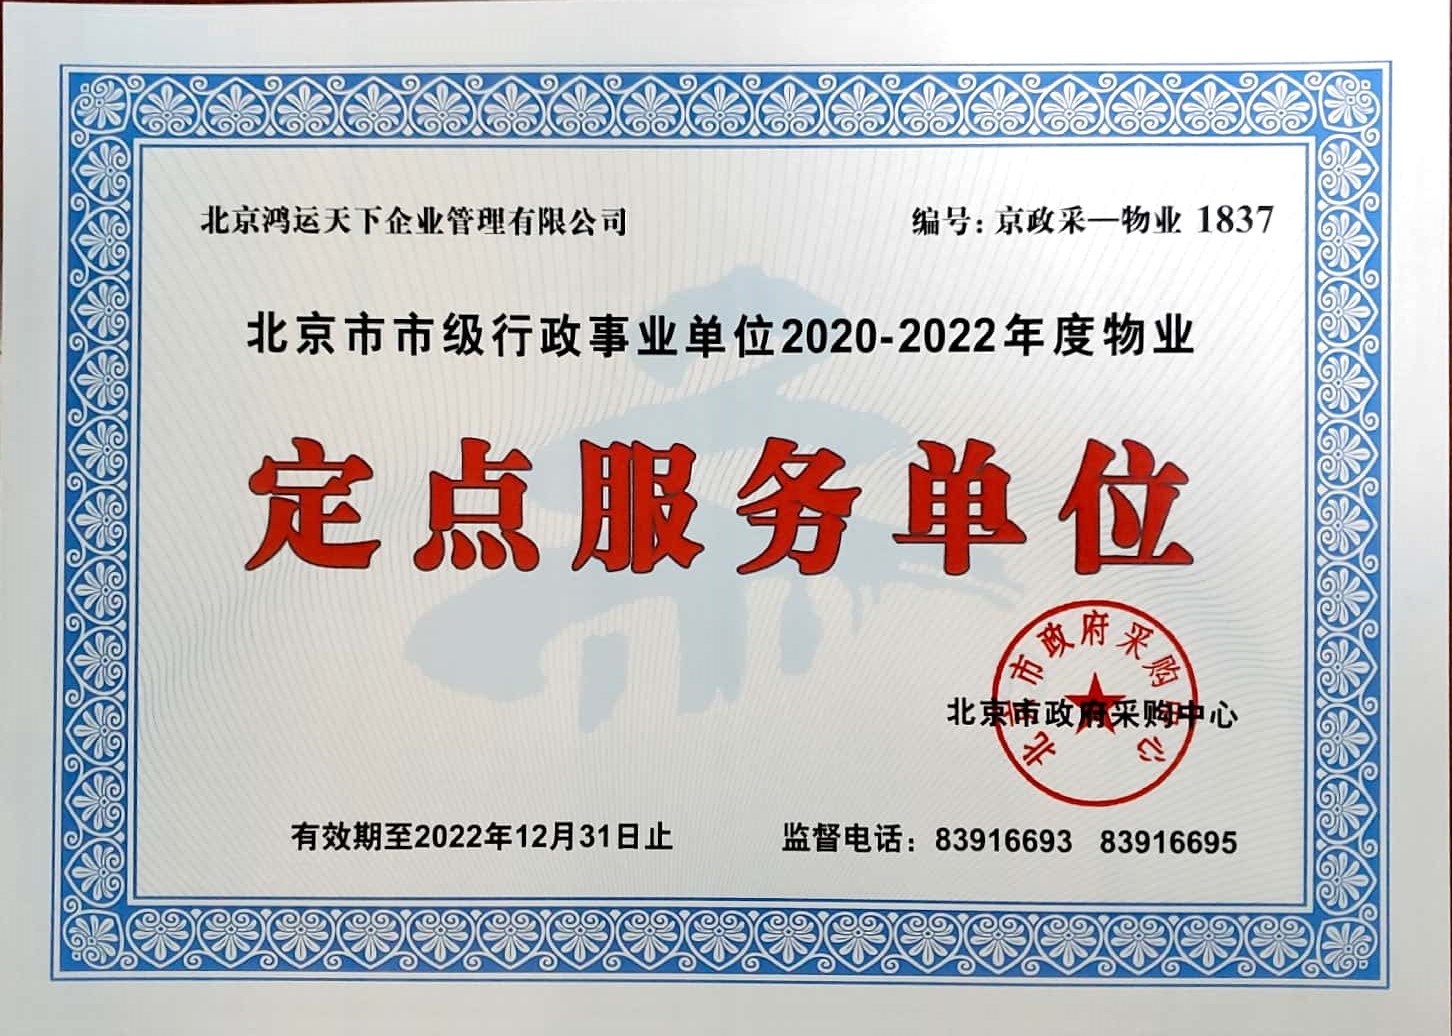 北京鸿运天下企业管理有限公司
编号：京政采—物业 1837
北京市市级行政事业单位2020-2022年度物业
定点服务单位
北京市政府采购中心
北京市政府采购中心
有效期至2022年12月31日止
监督电话：83916693 83916695